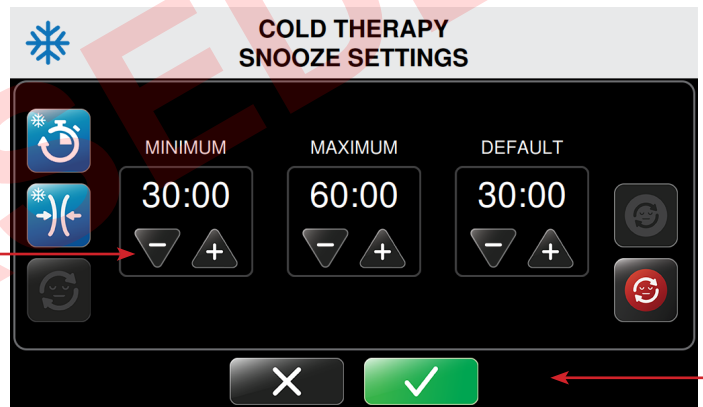 COLD THERAPY
SNOOZE SETTINGS
MINIMUM MAXIMUM DEFAULT
30:00 60:00 30:00
- + - + - +